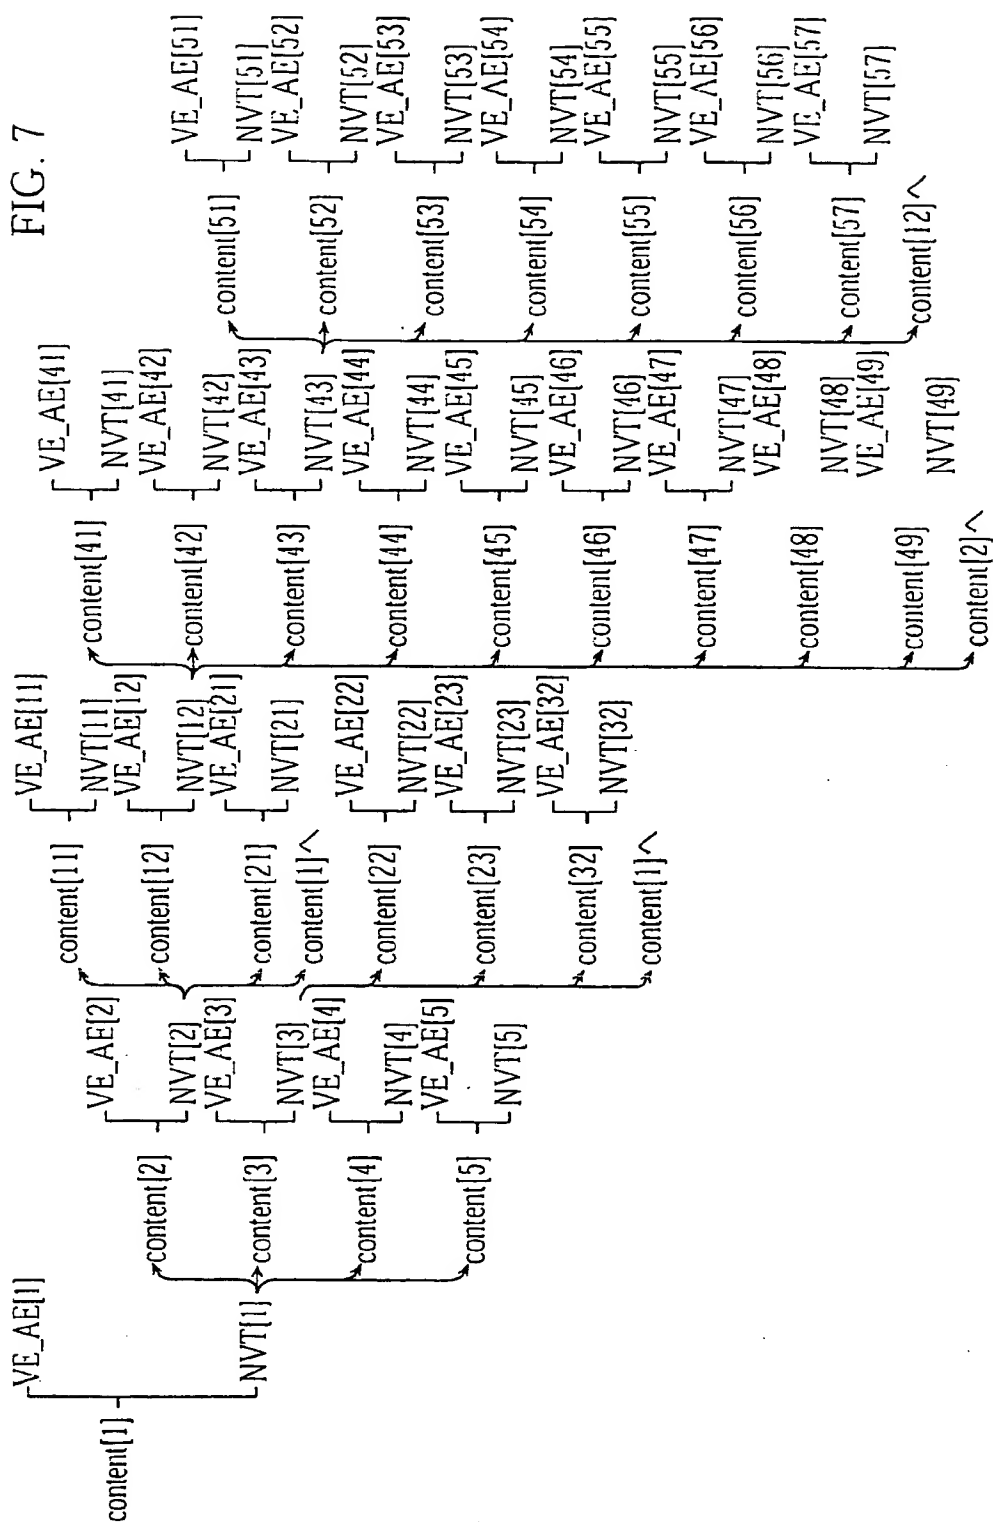 FIG. 7
content[1]
VE_AE[1]
NVT[1]
content[2]
content[3]
content[4]
content[5]
VE_AE[2]
NVT[2]
VE_AE[3]
NVT[3]
VE_AE[4]
NVT[4]
VE_AE[5]
NVT[5]
content[11]
content[12]
content[21]
content[1]^
content[22]
content[23]
content[32]
content[1]^
VE_AE[11]
NVT[11]
VE_AE[12]
NVT[12]
VE_AE[21]
NVT[21]
VE_AE[22]
NVT[22]
VE_AE[23]
NVT[23]
VE_AE[32]
NVT[32]
content[41]
content[42]
content[43]
content[44]
content[45]
content[46]
content[47]
content[48]
content[49]
content[2]^
VE_AE[41]
NVT[41]
VE_AE[42]
NVT[42]
VE_AE[43]
NVT[43]
VE_AE[44]
NVT[44]
VE_AE[45]
NVT[45]
VE_AE[46]
NVT[46]
VE_AE[47]
NVT[47]
VE_AE[48]
NVT[48]
VE_AE[49]
NVT[49]
content[51]
content[52]
content[53]
content[54]
content[55]
content[56]
content[57]
content[12]^
VE_AE[51]
NVT[51]
VE_AE[52]
NVT[52]
VE_AE[53]
NVT[53]
VE_AE[54]
NVT[54]
VE_AE[55]
NVT[55]
VE_AE[56]
NVT[56]
VE_AE[57]
NVT[57]